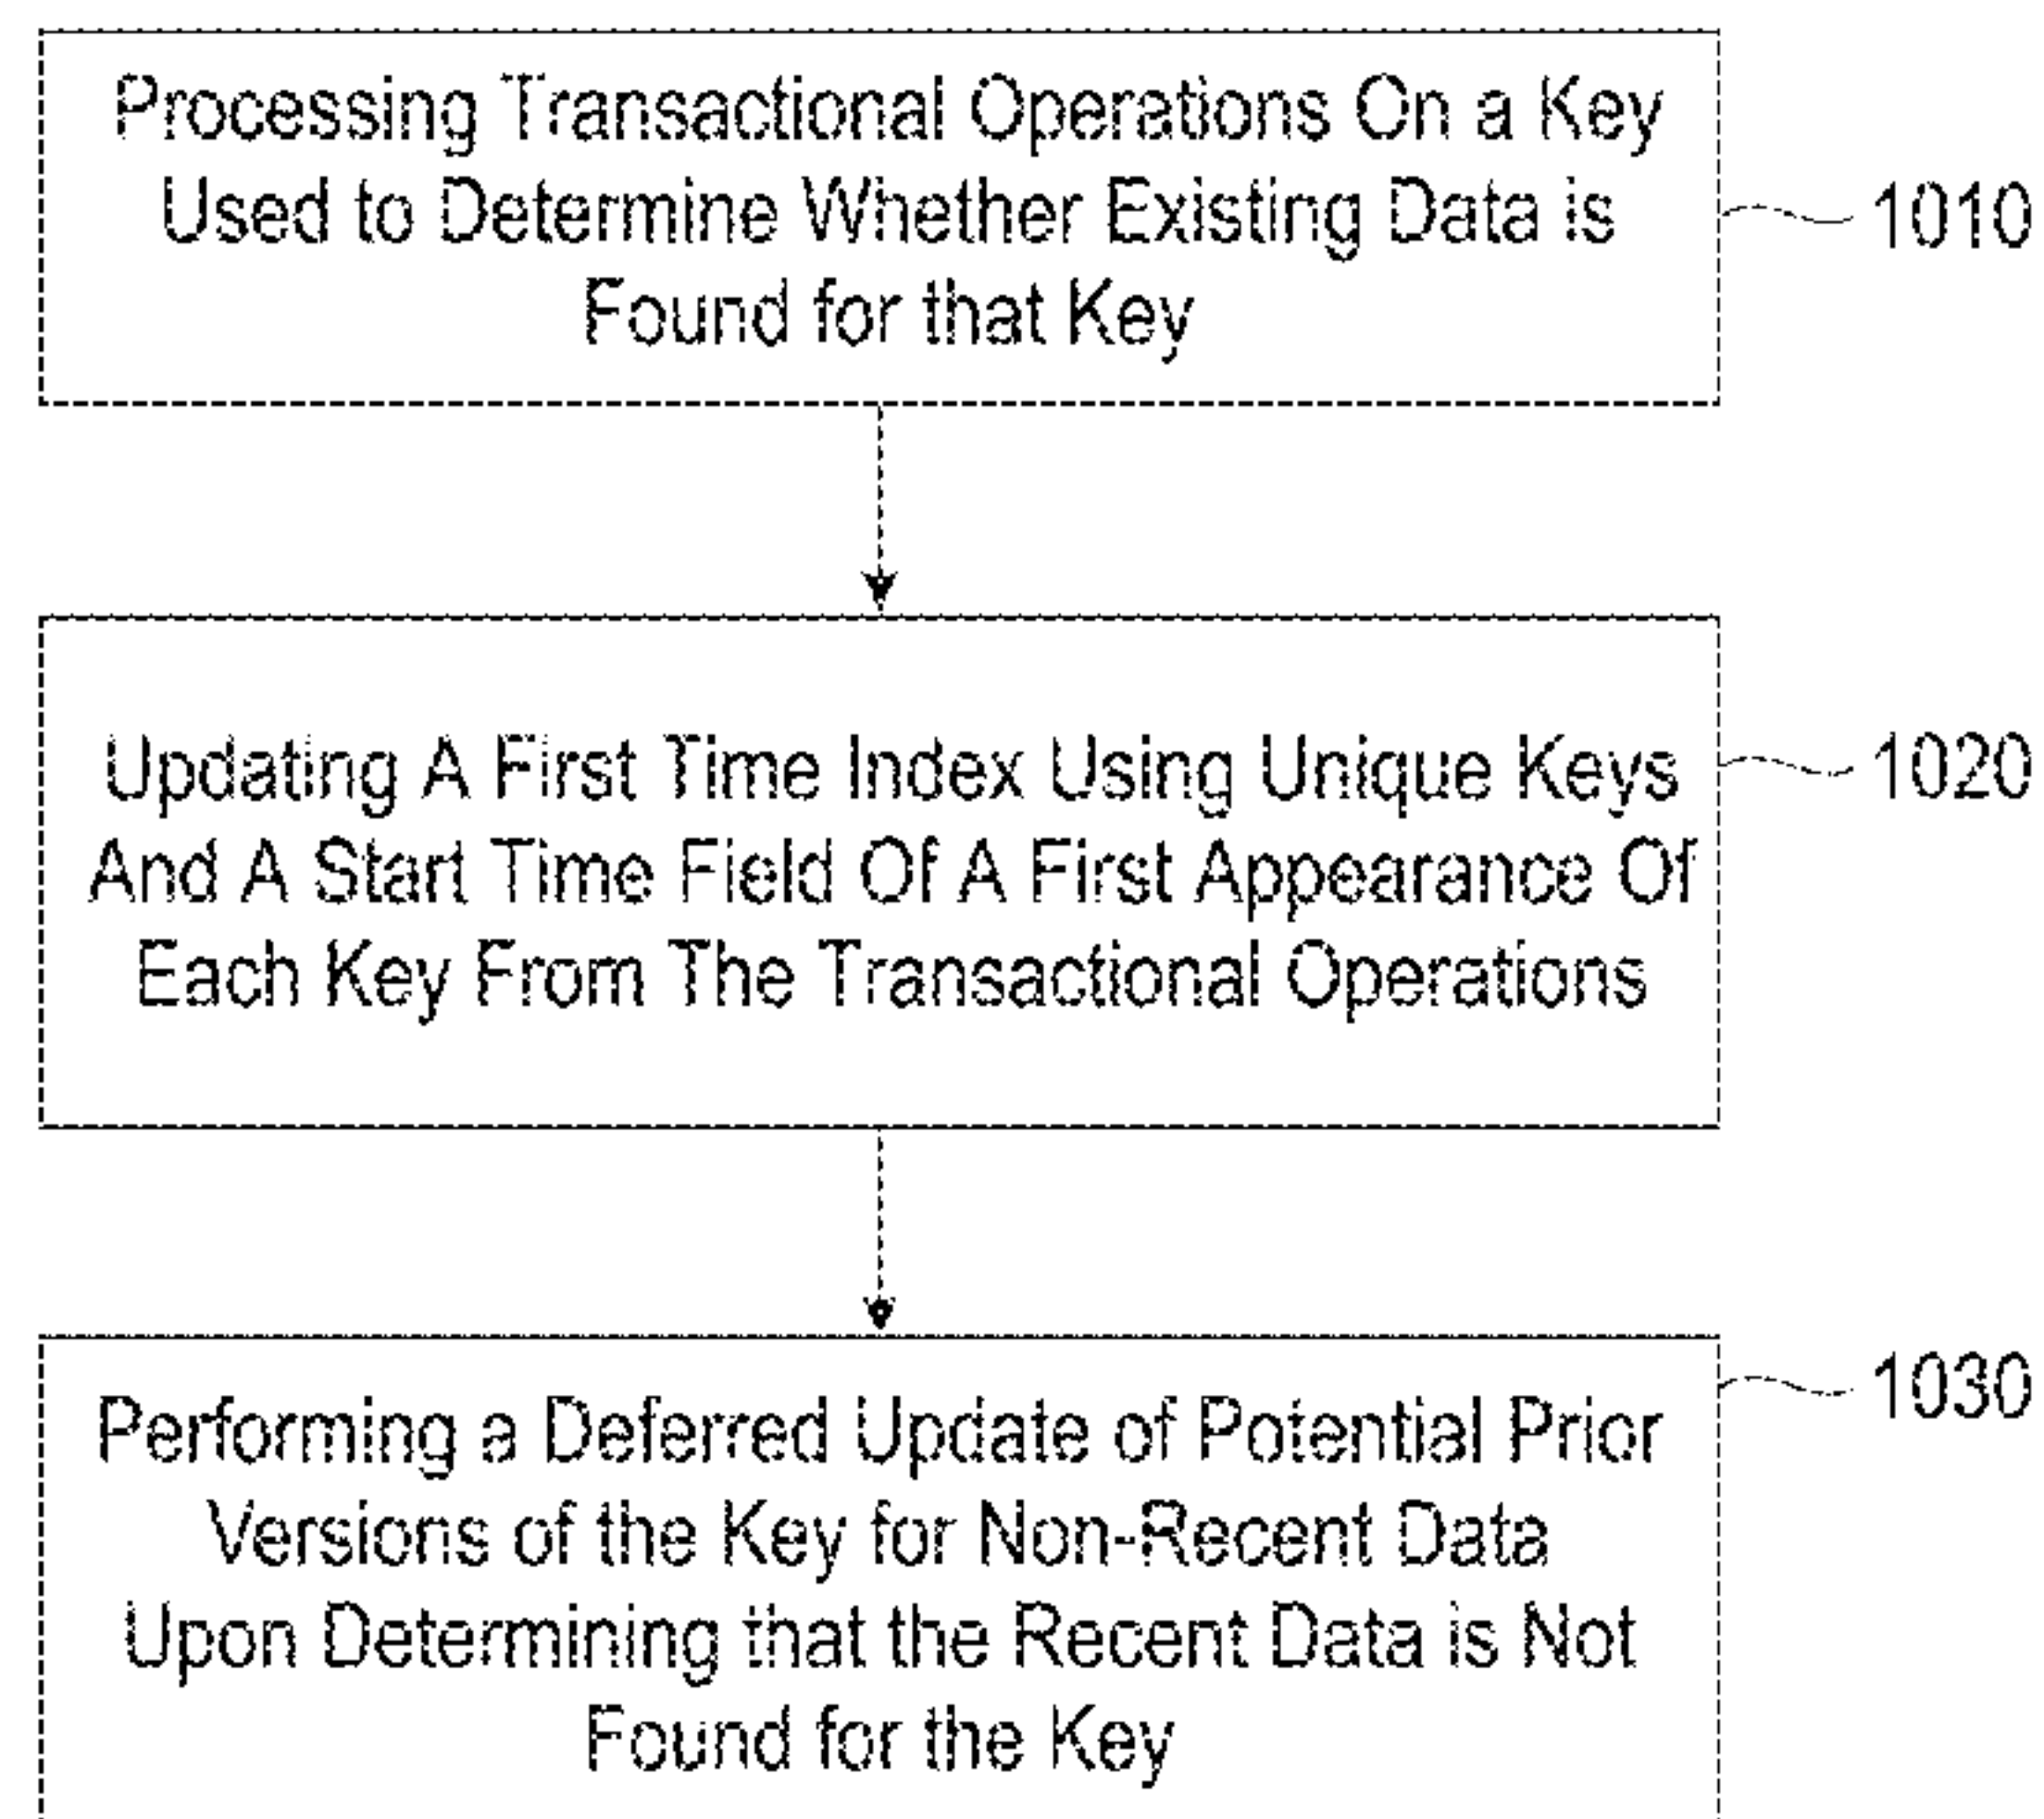 Processing Transactional Operations On a Key
Used to Determine Whether Existing Data is
Found for that Key
1010
Updating A First Time Index Using Unique Keys
And A Start Time Field Of A First Appearance Of
Each Key From The Transactional Operations
1020
Performing a Deferred Update of Potential Prior
Versions of the Key for Non-Recent Data
Upon Determining that the Recent Data is Not
Found for the Key
1030